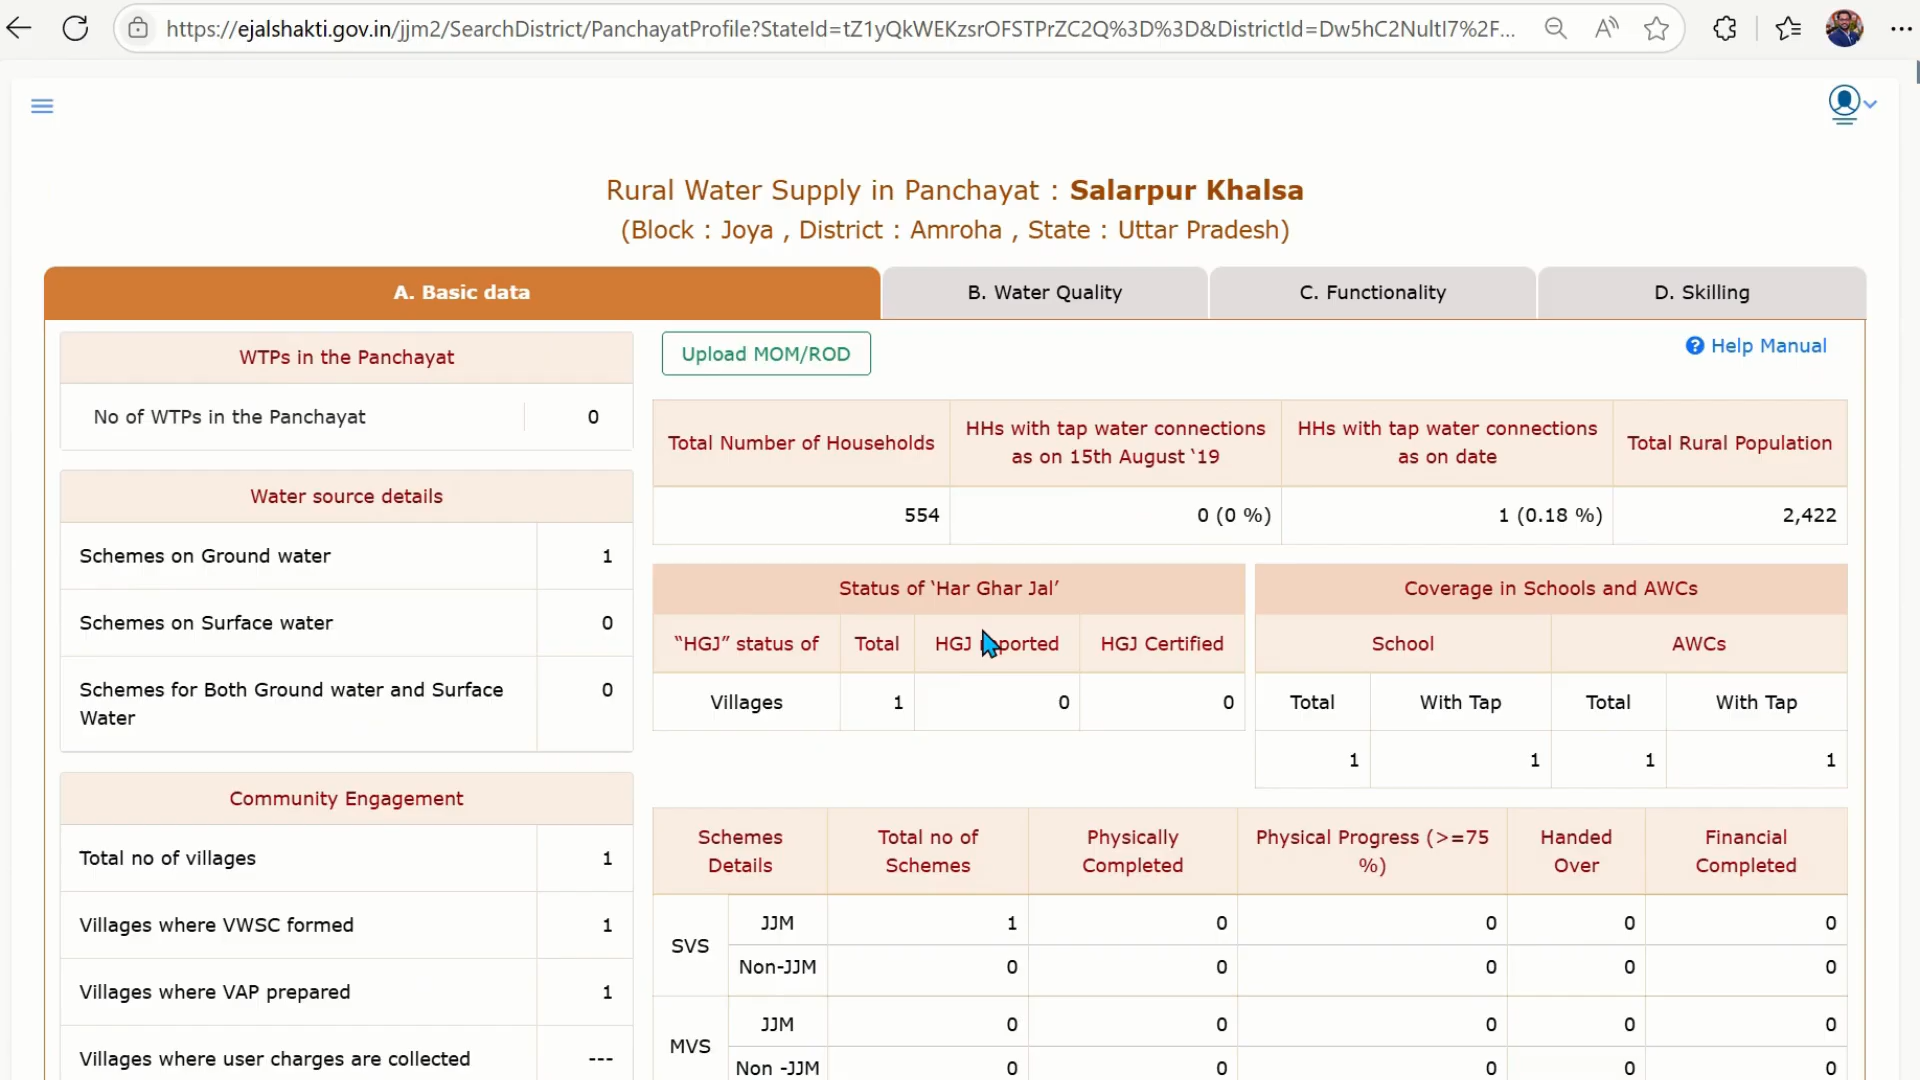 https://ejalshakti.gov.in/jjm2/SearchDistrict/PanchayatProfile?StateId=tZ1yQkWEKzsrOFSTPrZC2Q%3D%3D&DistrictId=Dw5hC2NultI7%2F...
Rural Water Supply in Panchayat : Salarpur Khalsa
(Block : Joya , District : Amroha , State : Uttar Pradesh)
A. Basic data
B. Water Quality
C. Functionality
D. Skilling
WTPs in the Panchayat
No of WTPs in the Panchayat 0
Water source details
Schemes on Ground water 1
Schemes on Surface water 0
Schemes for Both Ground water and Surface
Water 0
Community Engagement
Total no of villages 1
Villages where VWSC formed 1
Villages where VAP prepared 1
Villages where user charges are collected ---
Upload MOM/ROD
Help Manual
Total Number of Households
HHs with tap water connections
as on 15th August ‘19
HHs with tap water connections
as on date
Total Rural Population
554 0 (0 %) 1 (0.18 %) 2,422
Status of ‘Har Ghar Jal’
“HGJ” status of Total HGJ reported HGJ Certified
Villages 1 0 0
Coverage in Schools and AWCs
School AWCs
Total With Tap Total With Tap
1 1 1 1
Schemes
Details
Total no of
Schemes
Physically
Completed
Physical Progress (>=75
%)
Handed
Over
Financial
Completed
SVS
JJM 1 0 0 0 0
Non-JJM 0 0 0 0 0
MVS
JJM 0 0 0 0 0
Non -JJM 0 0 0 0 0